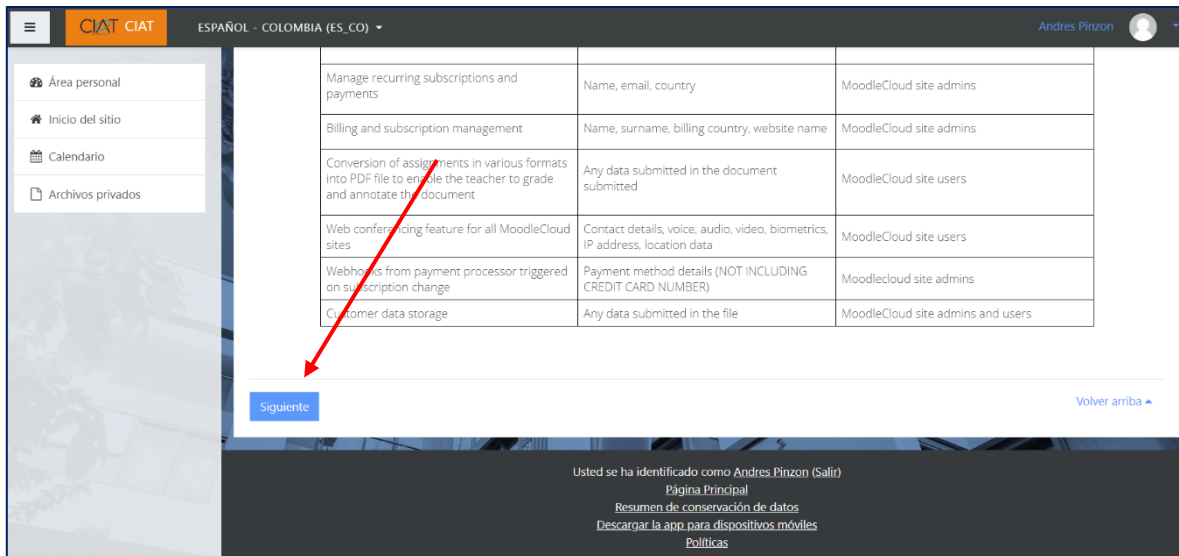 CIAT CIAT
ESPAÑOL - COLOMBIA (ES_CO)
Andres Pinzon
Área personal
Inicio del sitio
Calendario
Archivos privados
Manage recurring subscriptions and
payments
Name, email, country
MoodleCloud site admins
Billing and subscription management
Name, surname, billing country, website name
MoodleCloud site admins
Conversion of assignments in various formats
into PDF file to enable the teacher to grade
and annotate the document
Any data submitted in the document
submitted
MoodleCloud site users
Web conferencing feature for all MoodleCloud
sites
Contact details, voice, audio, video, biometrics,
IP address, location data
MoodleCloud site users
Webhooks from payment processor triggered
on subscription change
Payment method details (NOT INCLUDING
CREDIT CARD NUMBER)
Moodlecloud site admins
Customer data storage
Any data submitted in the file
MoodleCloud site admins and users
Siguiente
Volver arriba
Usted se ha identificado como Andres Pinzon (Salir)
Página Principal
Resumen de conservación de datos
Descargar la app para dispositivos móviles
Políticas